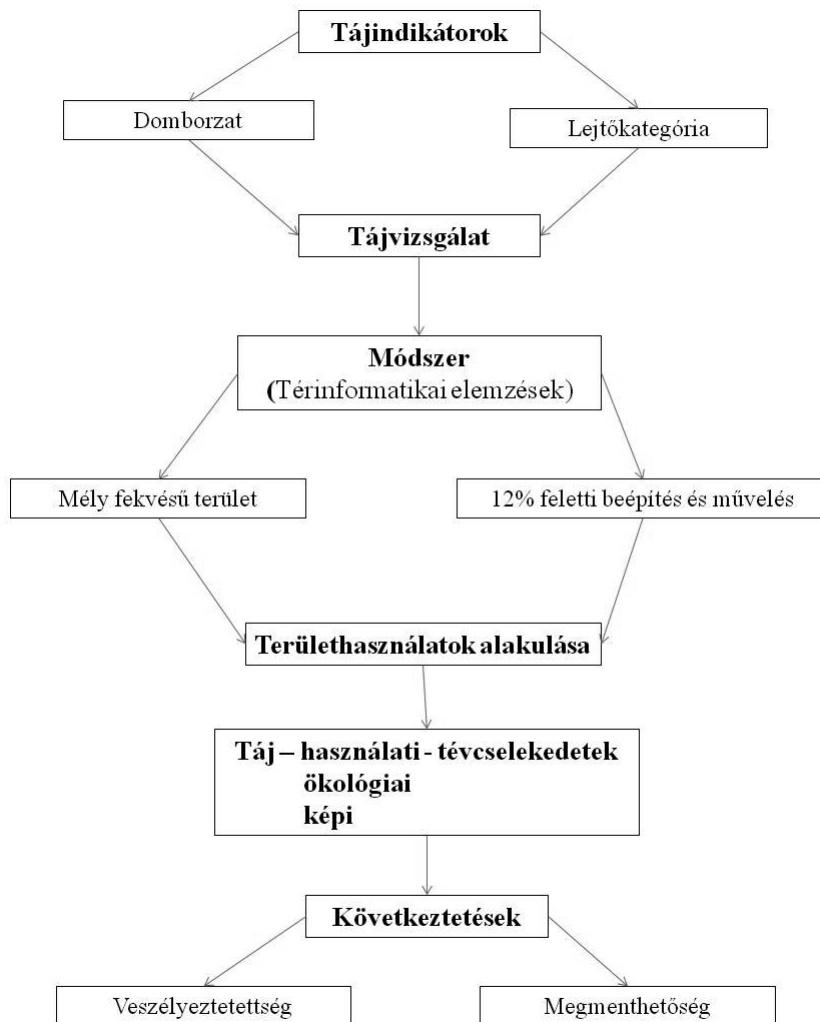 Tájindikátorok
Domborzat
Lejtőkategória
Tájvizsgálat
Módszer
(Térinformatikai elemzések)
Mély fekvésű terület
12% feletti beépítés és művelés
Területhasználatok alakulása
Táj – használati - tévcselekedetek
ökológiai
képi
Következtetések
Veszélyeztetettség
Megmenthetőség